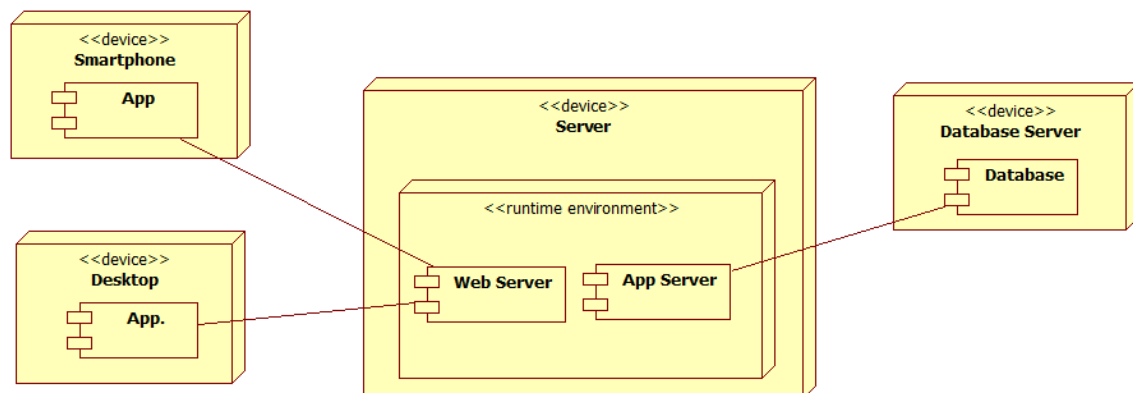 <<device>>
Smartphone
App
<<device>>
Desktop
App.
<<device>>
Server
<<runtime environment>>
Web Server
App Server
<<device>>
Database Server
Database